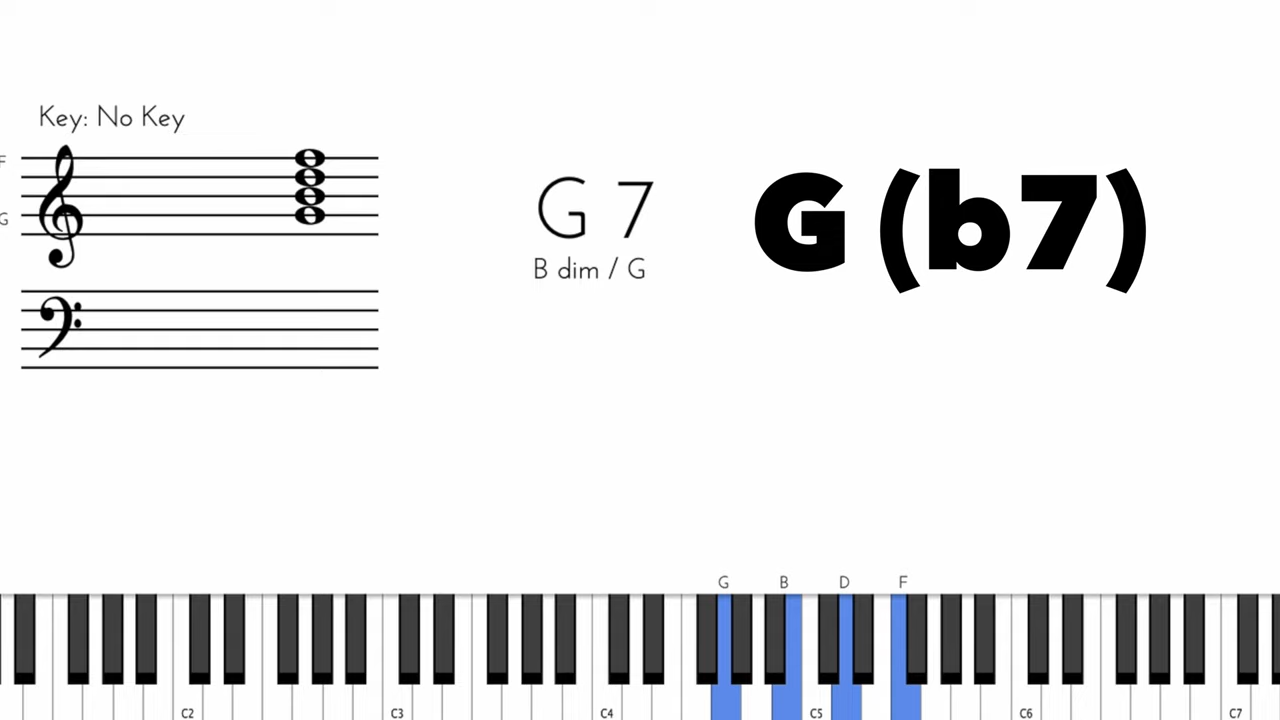 Key: No Key
F
G
G 7
B dim / G
G (b7)
G B D F
C2 C3 C4 C5 C6 C7